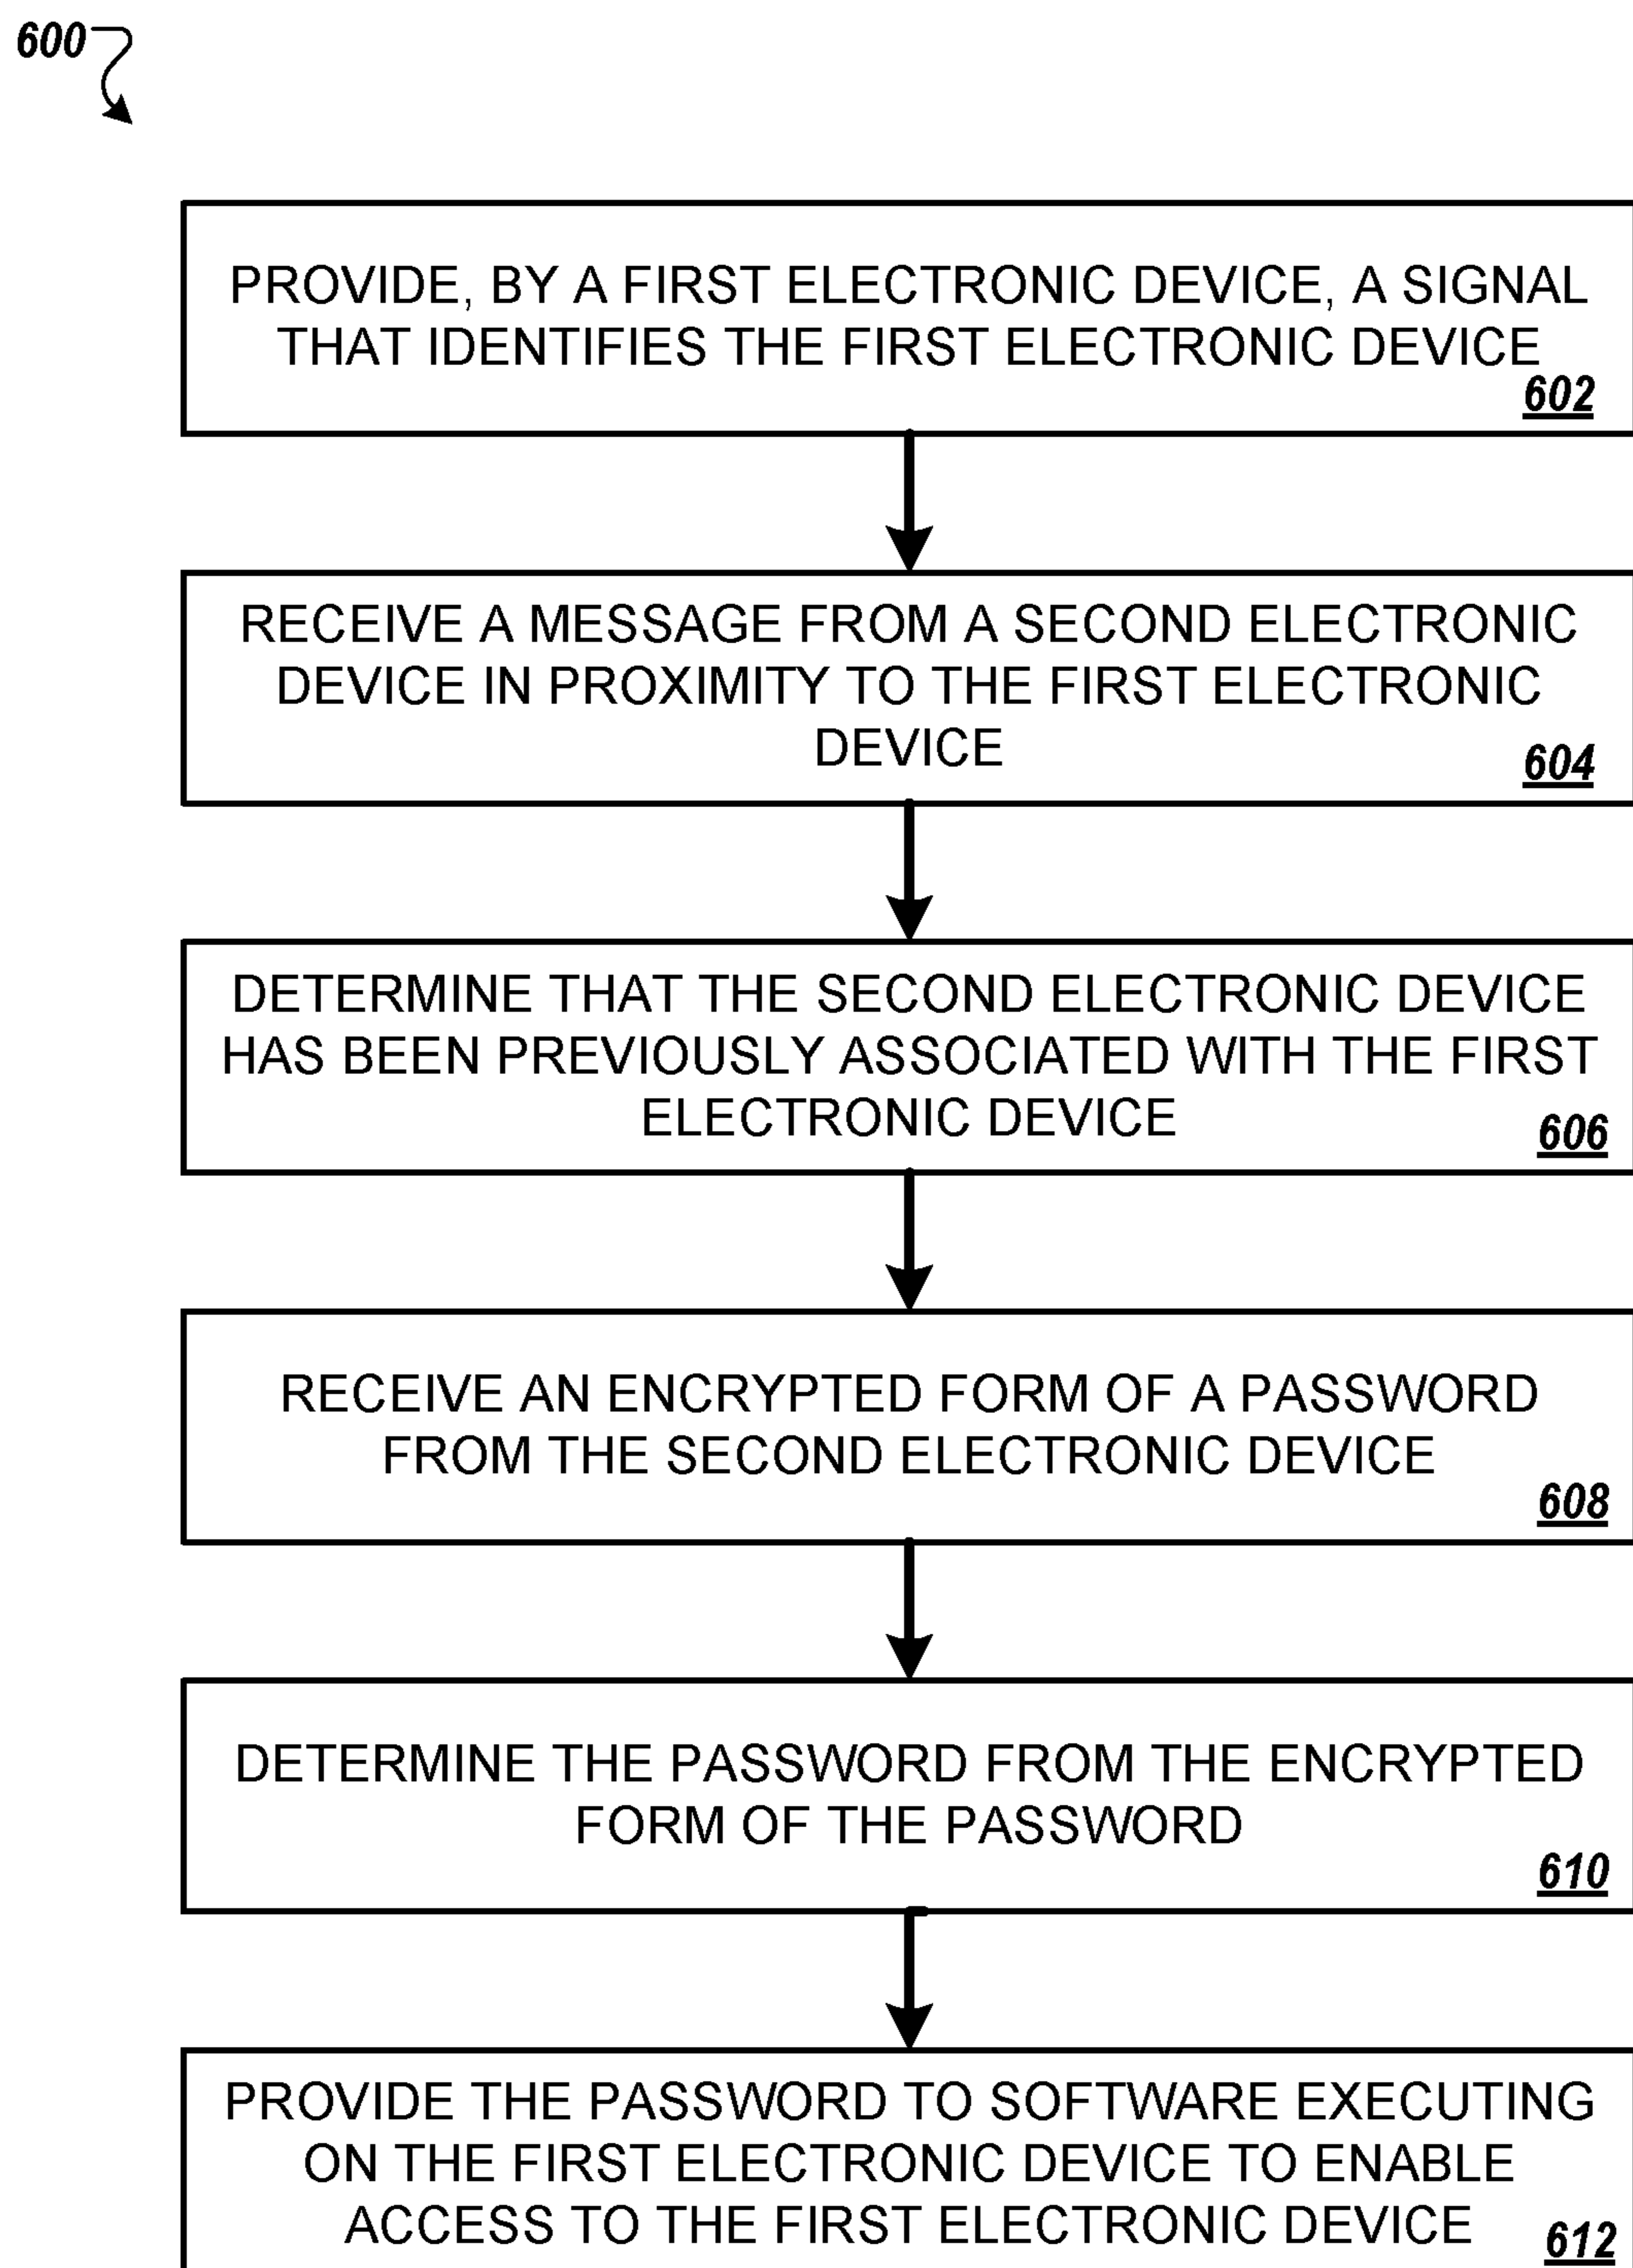 600
PROVIDE, BY A FIRST ELECTRONIC DEVICE, A SIGNAL
THAT IDENTIFIES THE FIRST ELECTRONIC DEVICE
602
RECEIVE A MESSAGE FROM A SECOND ELECTRONIC
DEVICE IN PROXIMITY TO THE FIRST ELECTRONIC
DEVICE
604
DETERMINE THAT THE SECOND ELECTRONIC DEVICE
HAS BEEN PREVIOUSLY ASSOCIATED WITH THE FIRST
ELECTRONIC DEVICE
606
RECEIVE AN ENCRYPTED FORM OF A PASSWORD
FROM THE SECOND ELECTRONIC DEVICE
608
DETERMINE THE PASSWORD FROM THE ENCRYPTED
FORM OF THE PASSWORD
610
PROVIDE THE PASSWORD TO SOFTWARE EXECUTING
ON THE FIRST ELECTRONIC DEVICE TO ENABLE
ACCESS TO THE FIRST ELECTRONIC DEVICE
612